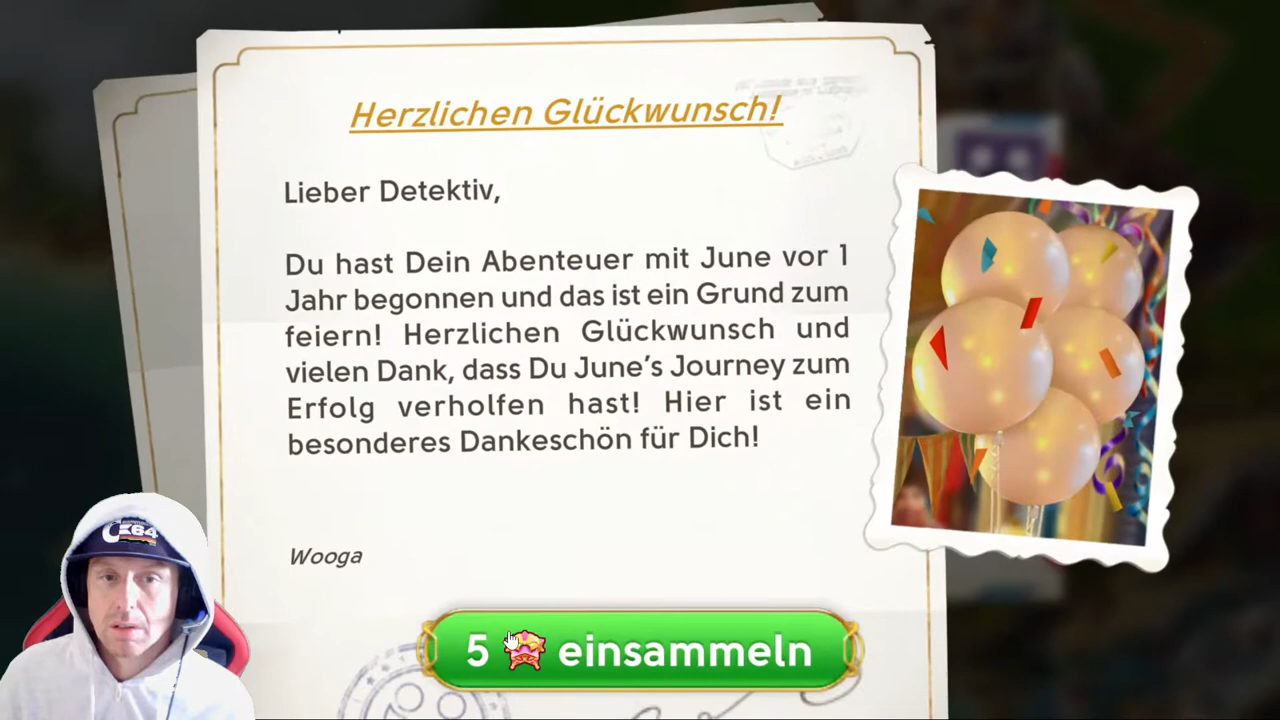 Herzlichen Glückwunsch!
Lieber Detektiv,
Du hast Dein Abenteuer mit June vor 1
Jahr begonnen und das ist ein Grund zum
feiern! Herzlichen Glückwunsch und
vielen Dank, dass Du June's Journey zum
Erfolg verholfen hast! Hier ist ein
besonderes Dankeschön für Dich!
Wooga
C64
5 einsammeln